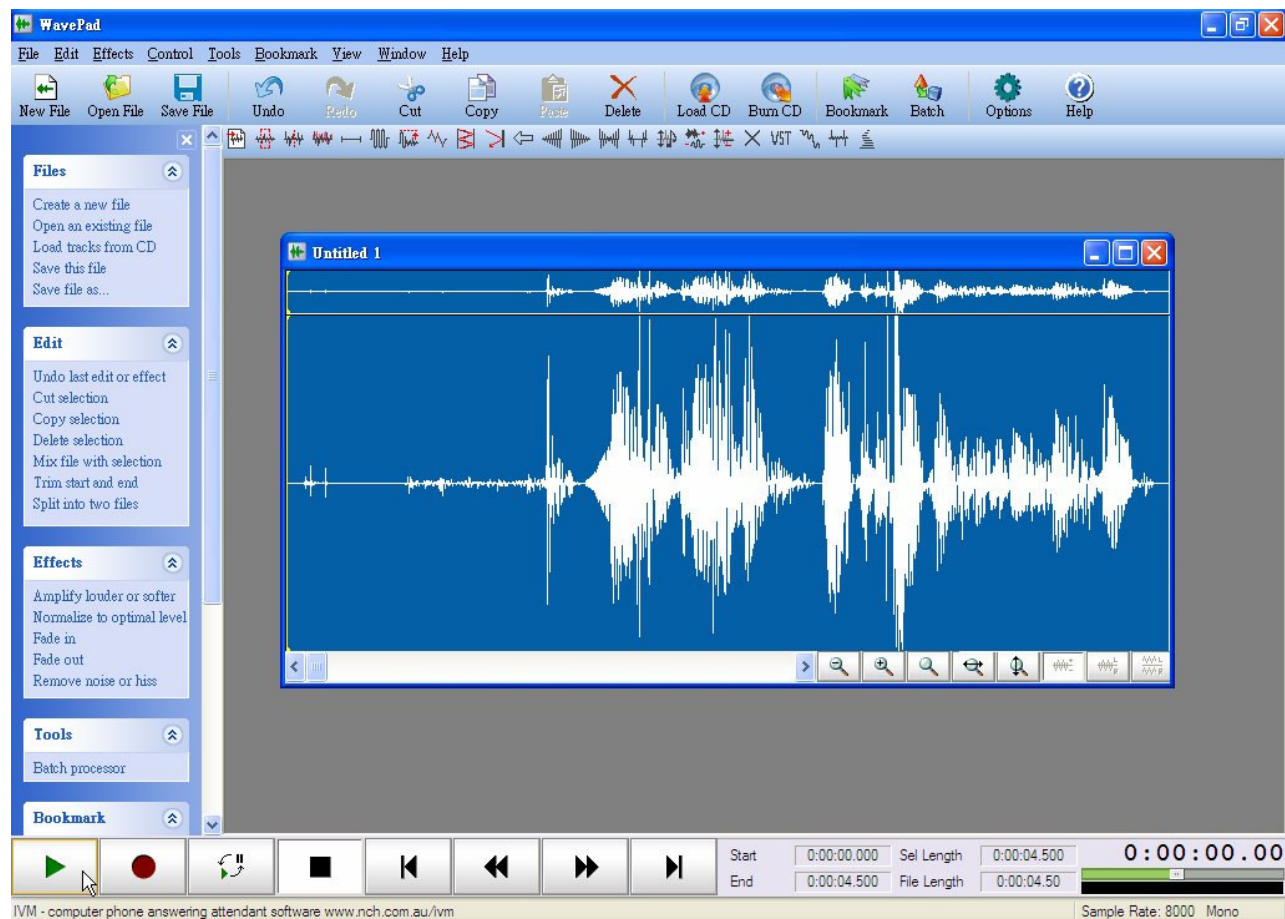 WavePad
File Edit Effects Control Tools Bookmark View Window Help
New File Open File Save File Undo Redo Cut Copy Paste Delete Load CD Burn CD Bookmark Batch Options Help
VST
Files
Create a new file
Open an existing file
Load tracks from CD
Save this file
Save file as...
Edit
Undo last edit or effect
Cut selection
Copy selection
Delete selection
Mix file with selection
Trim start and end
Split into two files
Effects
Amplify louder or softer
Normalize to optimal level
Fade in
Fade out
Remove noise or hiss
Tools
Batch processor
Bookmark
Untitled 1
Start 0:00:00.000 Sel Length 0:00:04.500 0:00:00.00
End 0:00:04.500 File Length 0:00:04.50
IVM - computer phone answering attendant software www.nch.com.au/ivm Sample Rate: 8000 Mono